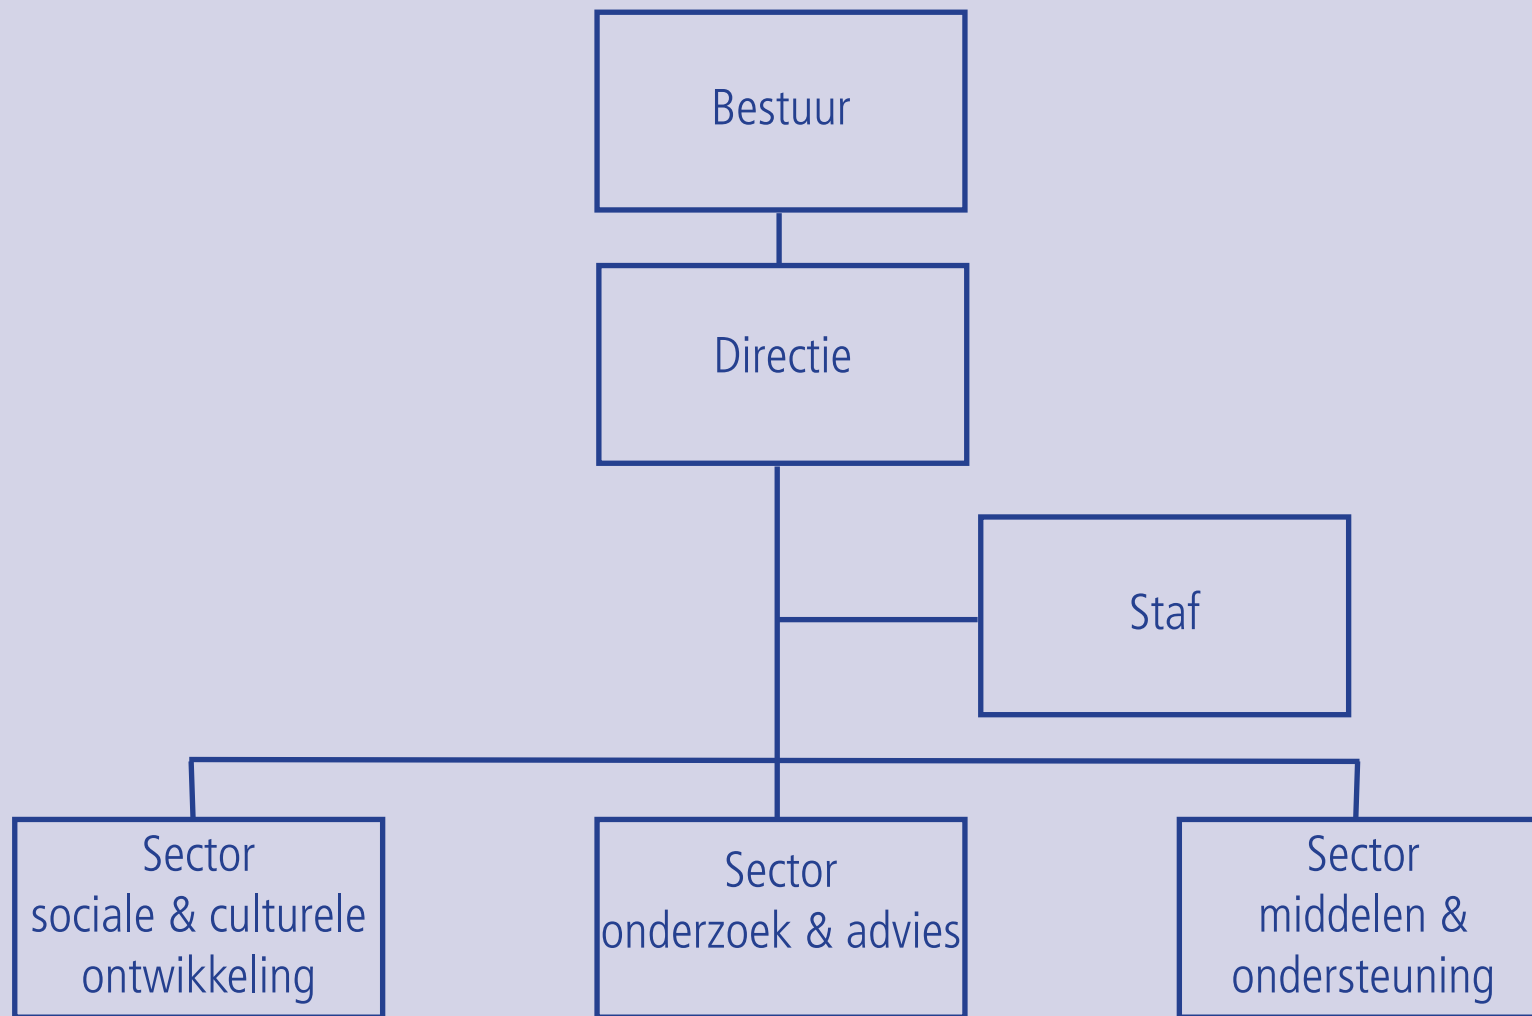 Bestuur
Directie
Staf
Sector
sociale & culturele
ontwikkeling
Sector
onderzoek & advies
Sector
middelen &
ondersteuning